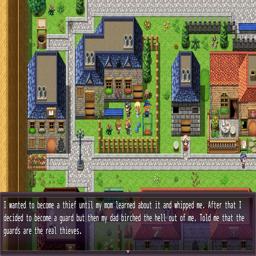 I wanted to become a thief until my mom learned about it and whipped me. After that I
decided to become a guard but then my dad birched the hell out of me. Told me that the
guards are the real thieves.